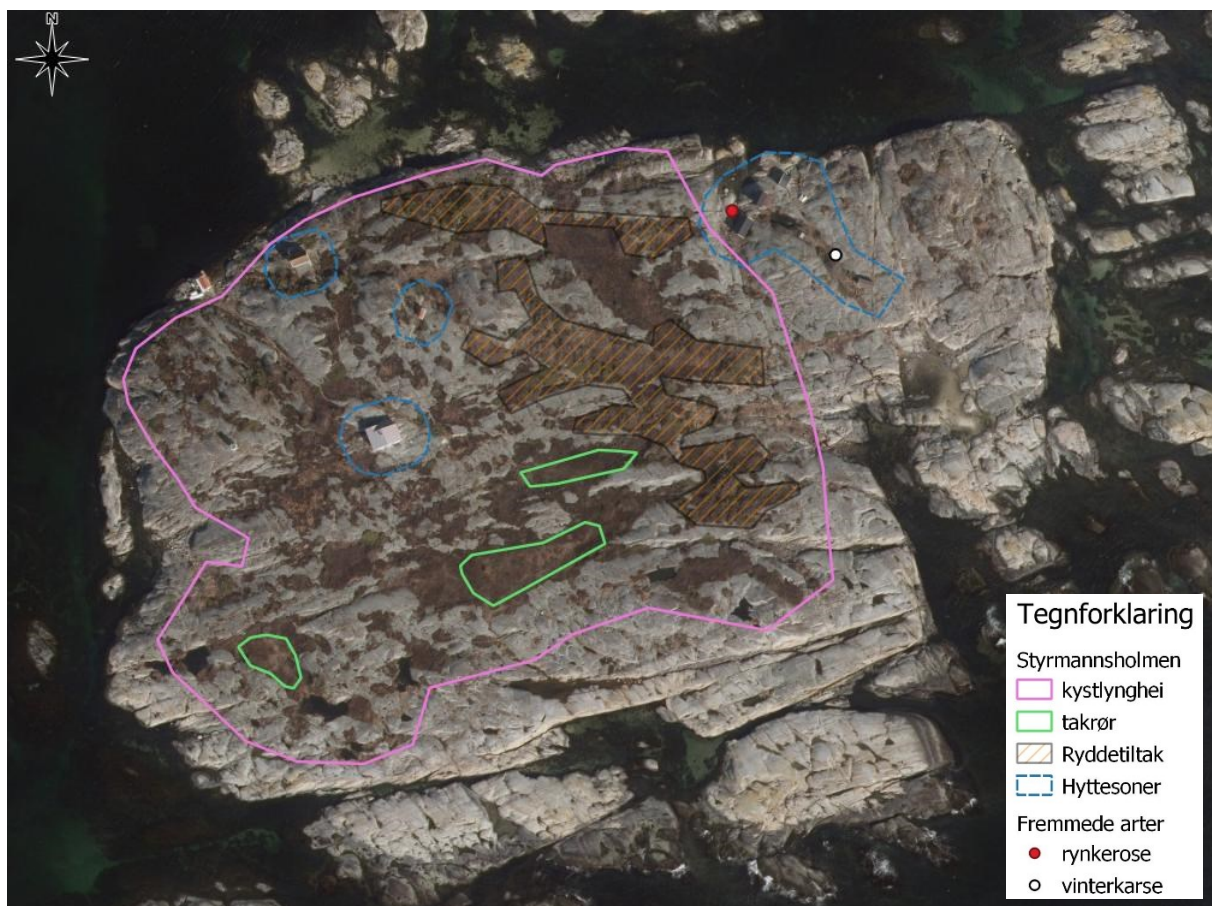 N
Tegnforklaring
Styrmannsholmen
kystlynghei
takrør
Ryddetiltak
Hyttesoner
Fremmede arter
rynkerose
vinterkarse